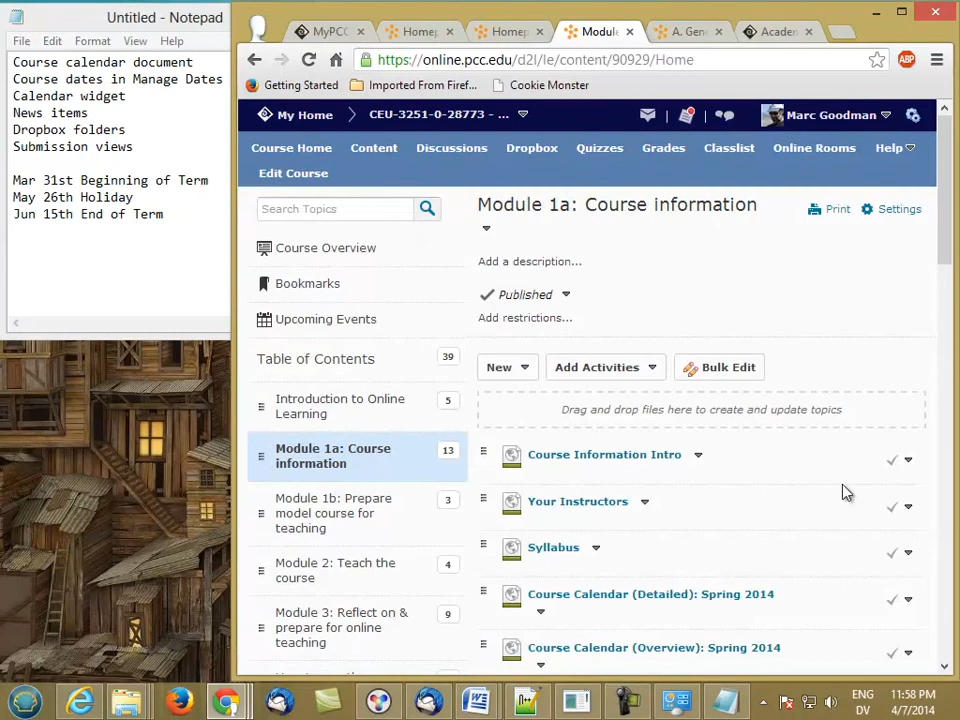 Untitled - Notepad
File Edit Format View Help
Course calendar document
Course dates in Manage Dates
Calendar widget
News items
Dropbox folders
Submission views
Mar 31st Beginning of Term
May 26th Holiday
Jun 15th End of Term
MyPCC Homep Homep Module A. Gene Academ
https://online.pcc.edu/d2l/le/content/90929/Home
ABP
Getting Started Imported From Firef... Cookie Monster
My Home CEU-3251-0-28773 - ... Marc Goodman
Course Home Content Discussions Dropbox Quizzes Grades Classlist Online Rooms Help
Edit Course
Search Topics
Course Overview
Bookmarks
Upcoming Events
Table of Contents 39
Introduction to Online Learning 5
Module 1a: Course information 13
Module 1b: Prepare model course for teaching 3
Module 2: Teach the course 4
Module 3: Reflect on & prepare for online teaching 9
Module 1a: Course information
Print Settings
Add a description...
Published
Add restrictions...
New Add Activities Bulk Edit
Drag and drop files here to create and update topics
Course Information Intro
Your Instructors
Syllabus
Course Calendar (Detailed): Spring 2014
Course Calendar (Overview): Spring 2014
ENG
DV
11:58 PM
4/7/2014